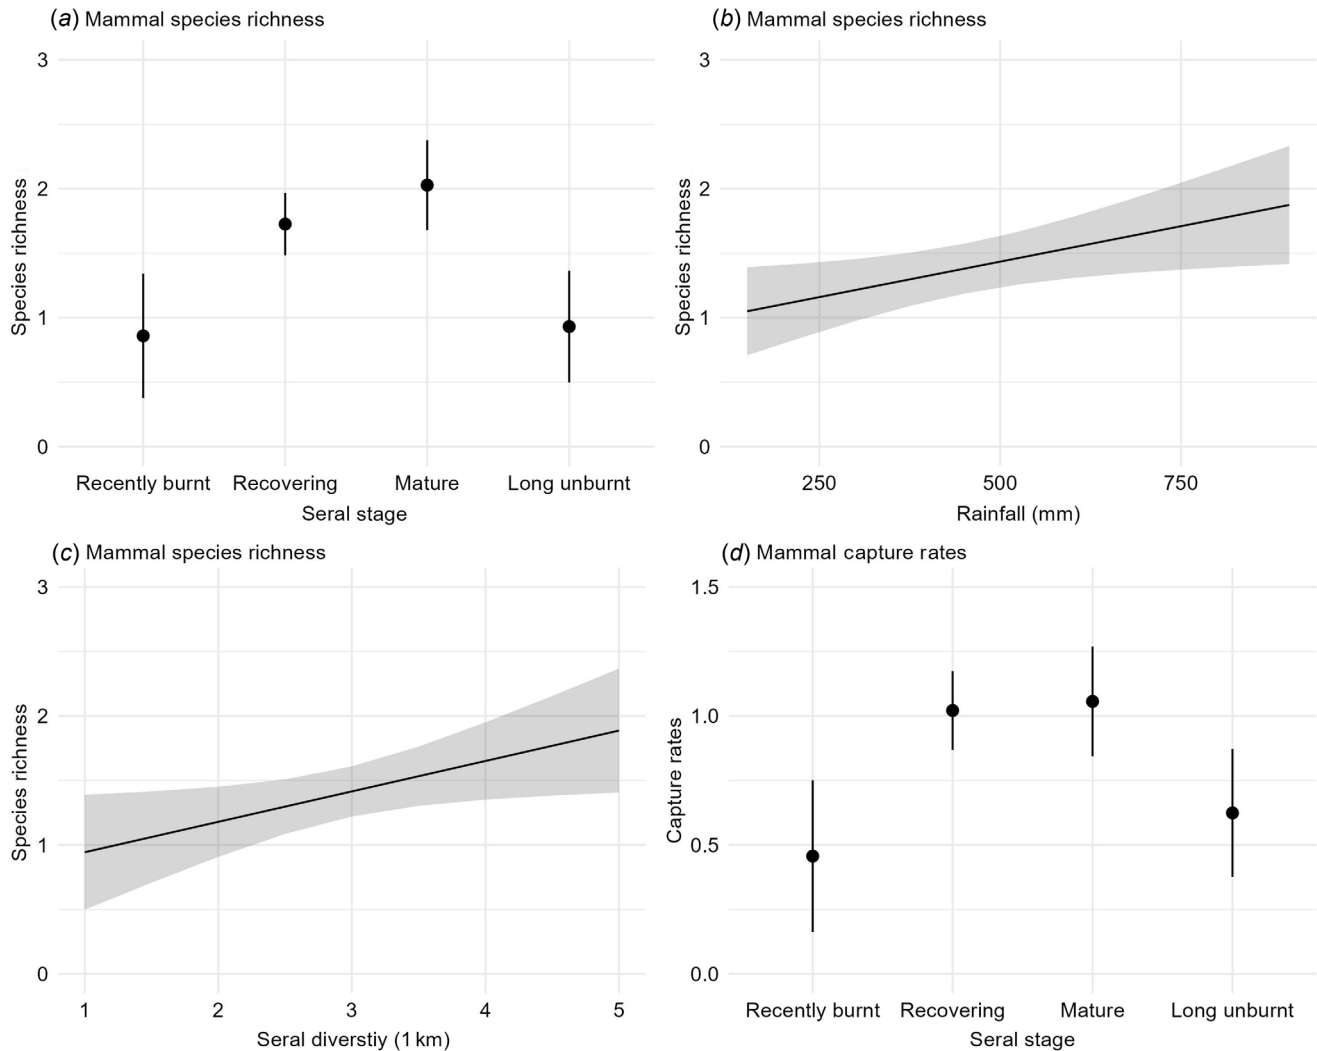 (a) Mammal species richness
3
2
1
0
Species richness
Recently burnt Recovering Mature Long unburnt
Seral stage
(b) Mammal species richness
3
2
1
0
Species richness
250 500 750
Rainfall (mm)
(c) Mammal species richness
3
2
1
0
Species richness
1 2 3 4 5
Seral diverstiy (1 km)
(d) Mammal capture rates
1.5
1.0
0.5
0.0
Capture rates
Recently burnt Recovering Mature Long unburnt
Seral stage